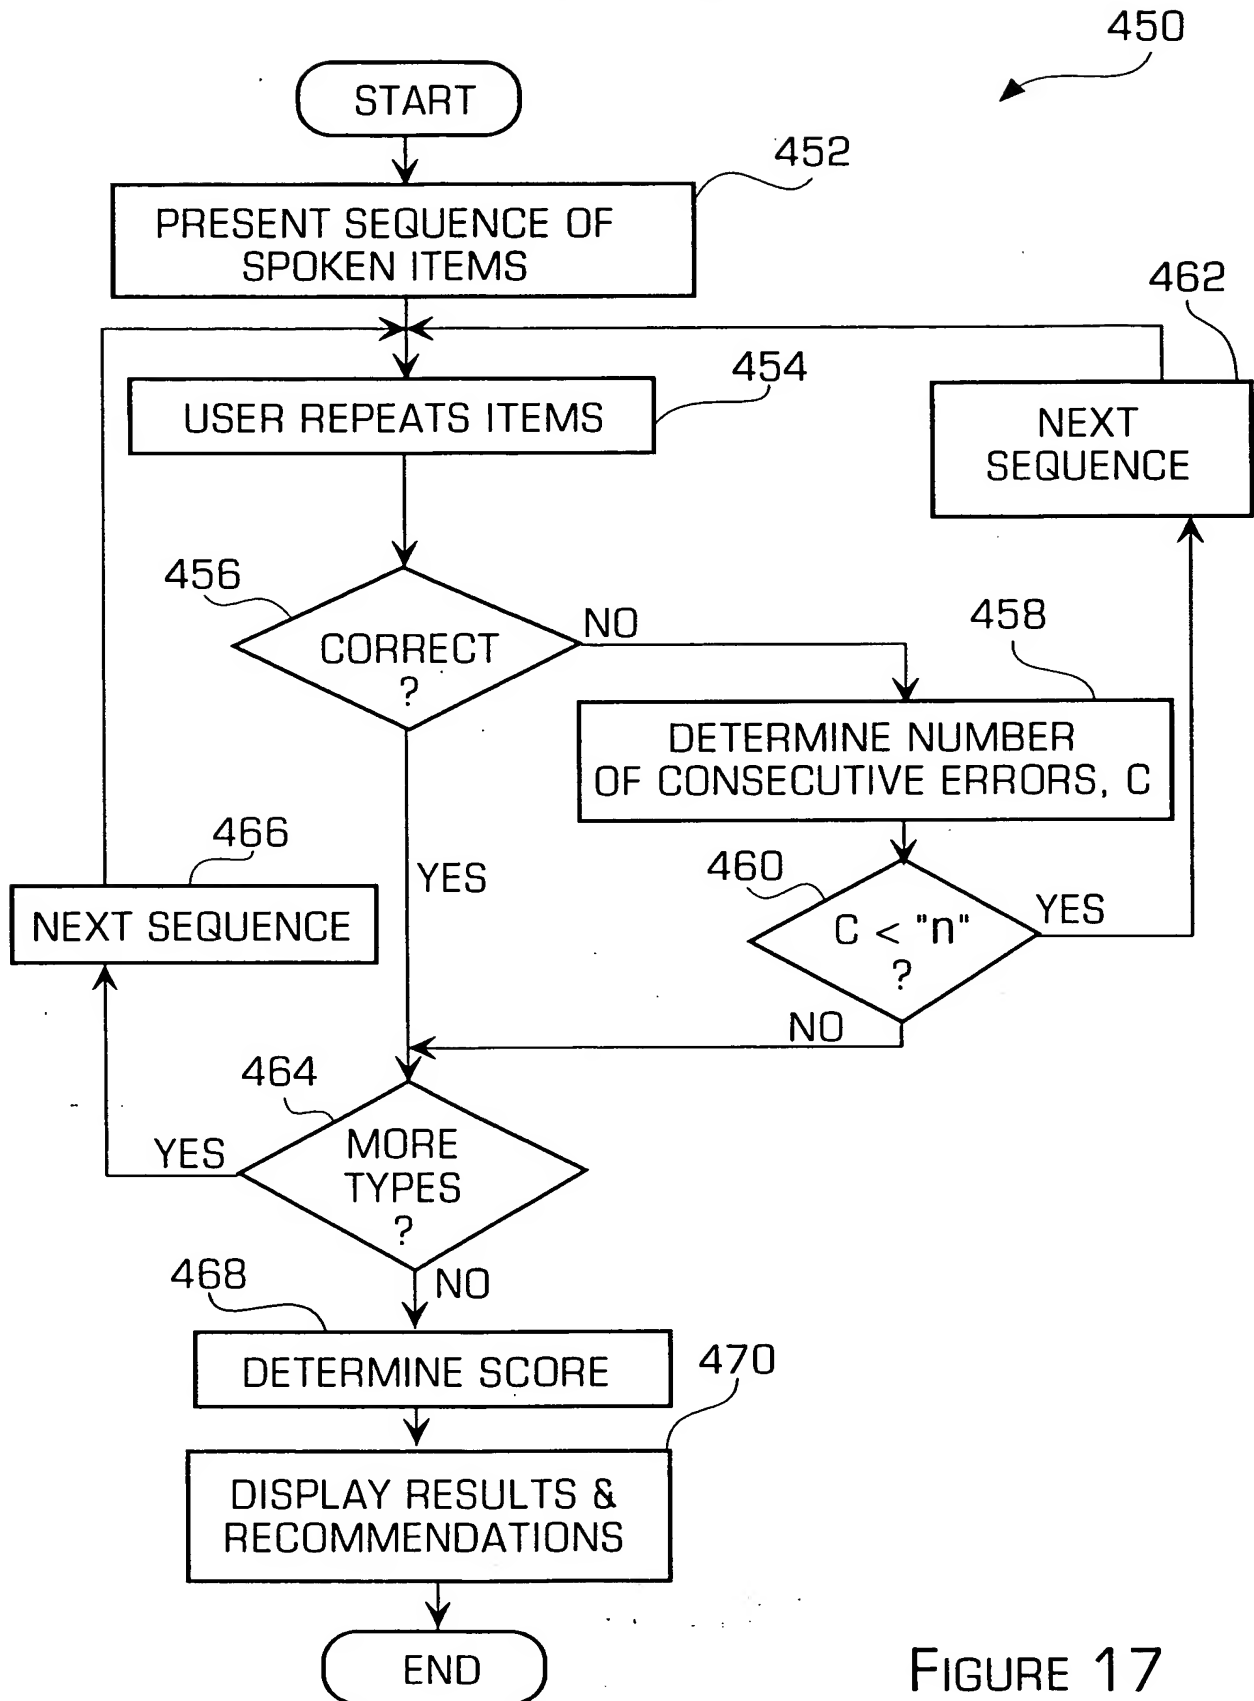 450
START
452
PRESENT SEQUENCE OF
SPOKEN ITEMS
462
454
USER REPEATS ITEMS
NEXT
SEQUENCE
456
CORRECT
?
NO
458
DETERMINE NUMBER
OF CONSECUTIVE ERRORS, C
466
YES
460
NEXT SEQUENCE
C < "n"
?
YES
NO
464
MORE
TYPES
?
YES
NO
468
DETERMINE SCORE
470
DISPLAY RESULTS &
RECOMMENDATIONS
END
FIGURE 17